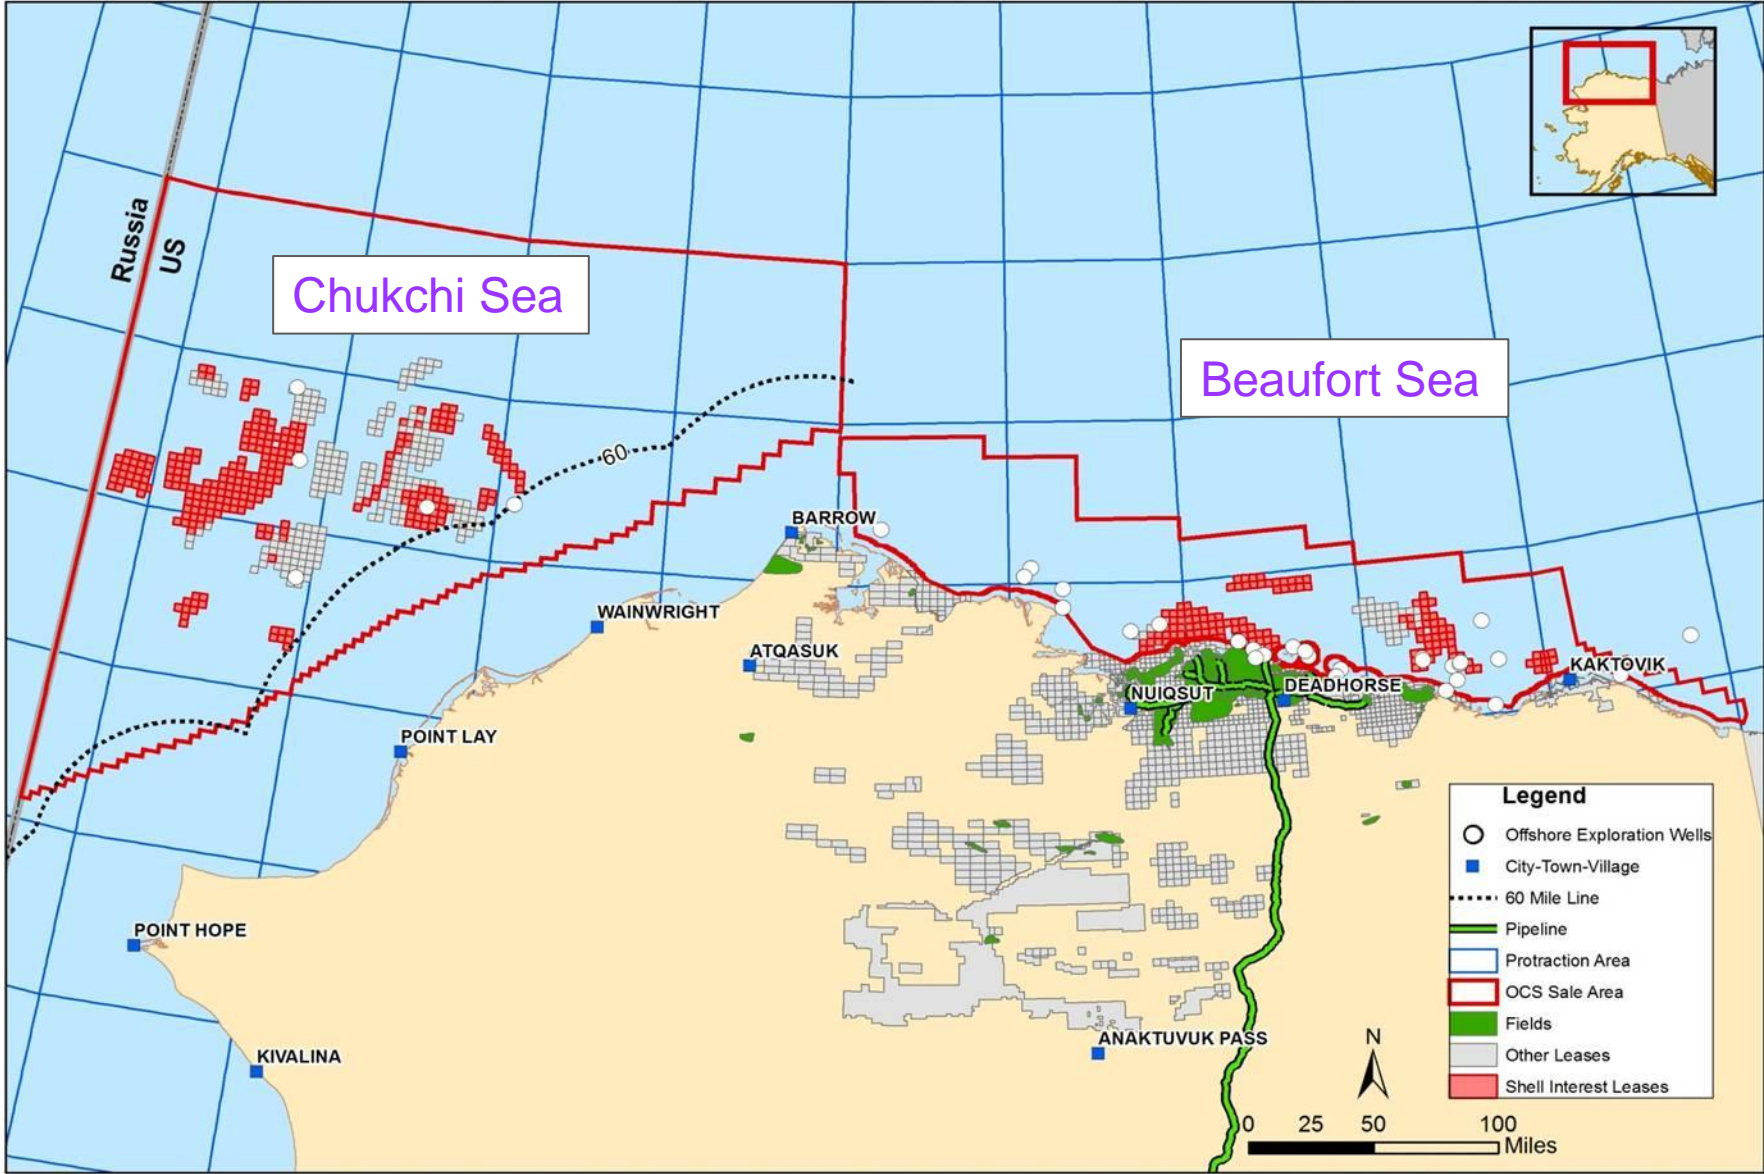 Russia
US
Chukchi Sea
Beaufort Sea
60
BARROW
WAINWRIGHT
ATQASUK
KAKTOVIK
NUIQSUT
DEADHORSE
POINT LAY
POINT HOPE
ANAKTUVUK PASS
KIVALINA
Legend
Offshore Exploration Wells
City-Town-Village
60 Mile Line
Pipeline
Protraction Area
OCS Sale Area
Fields
Other Leases
Shell Interest Leases
N
0 25 50 100
Miles